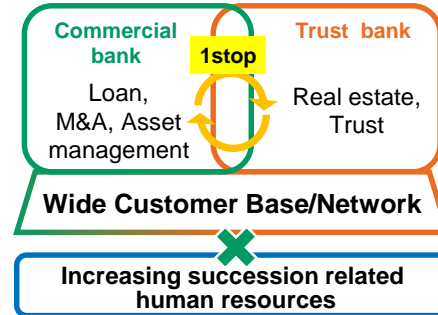 Commercial
bank
1stop
Trust bank
Loan,
M&A, Asset
management
Real estate,
Trust
Wide Customer Base/Network
Increasing succession related
human resources